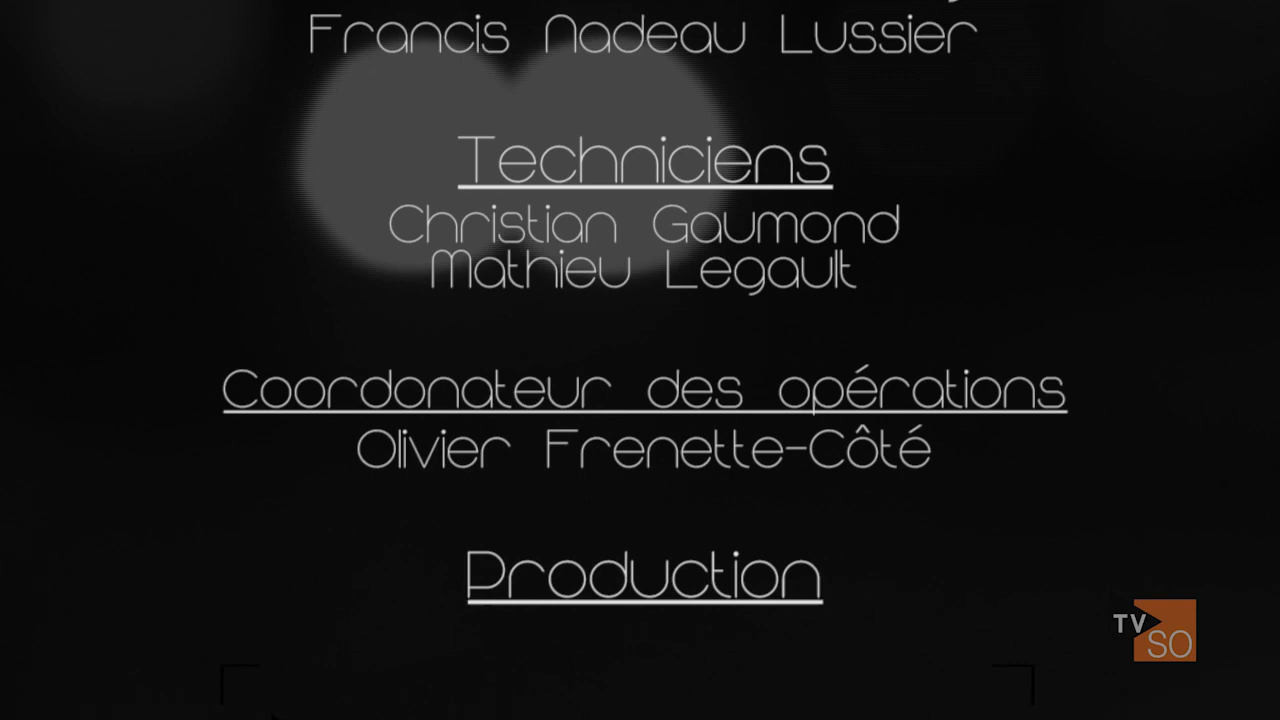 Francis Nadeau Lussier
Techniciens
Christian Gaumond
Mathieu Legault
Coordonateur des opérations
Olivier Frenette-Côté
Production
TV SO